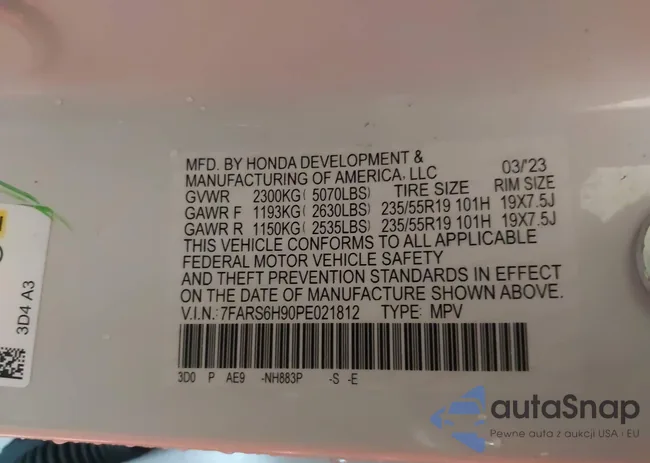 MFD. BY HONDA DEVELOPMENT & 03/'23
MANUFACTURING OF AMERICA, LLC RIM SIZE
GVWR 2300KG ( 5070LBS) TIRE SIZE
GAWR F 1193KG ( 2630LBS) 235/55R19 101H 19X7.5J
GAWR R 1150KG ( 2535LBS) 235/55R19 101H 19X7.5J
THIS VEHICLE CONFORMS TO ALL APPLICABLE
FEDERAL MOTOR VEHICLE SAFETY
AND THEFT PREVENTION STANDARDS IN EFFECT
ON THE DATE OF MANUFACTURE SHOWN ABOVE.
V.I.N.:7FARS6H90PE021812 TYPE: MPV
3D0 P AE9 -NH883P -S -E
3D4 A3
autaSnap
Pewne auta z aukcji USA i EU